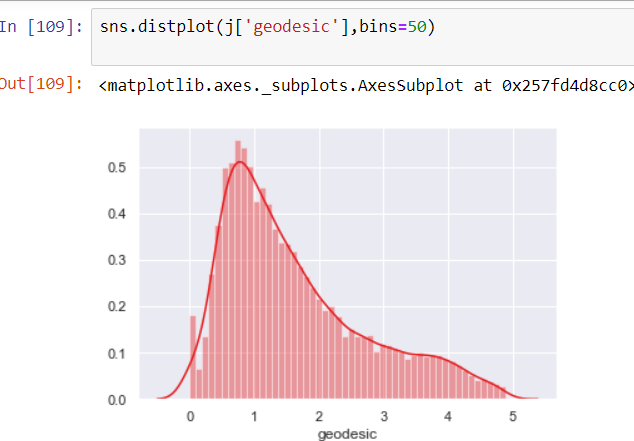 In [109]: sns.distplot(j['geodesic'],bins=50)
Out[109]: <matplotlib.axes._subplots.AxesSubplot at 0x257fd4d8cc0>
0.5
0.4
0.3
0.2
0.1
0.0
0 1 2 3 4 5
geodesic